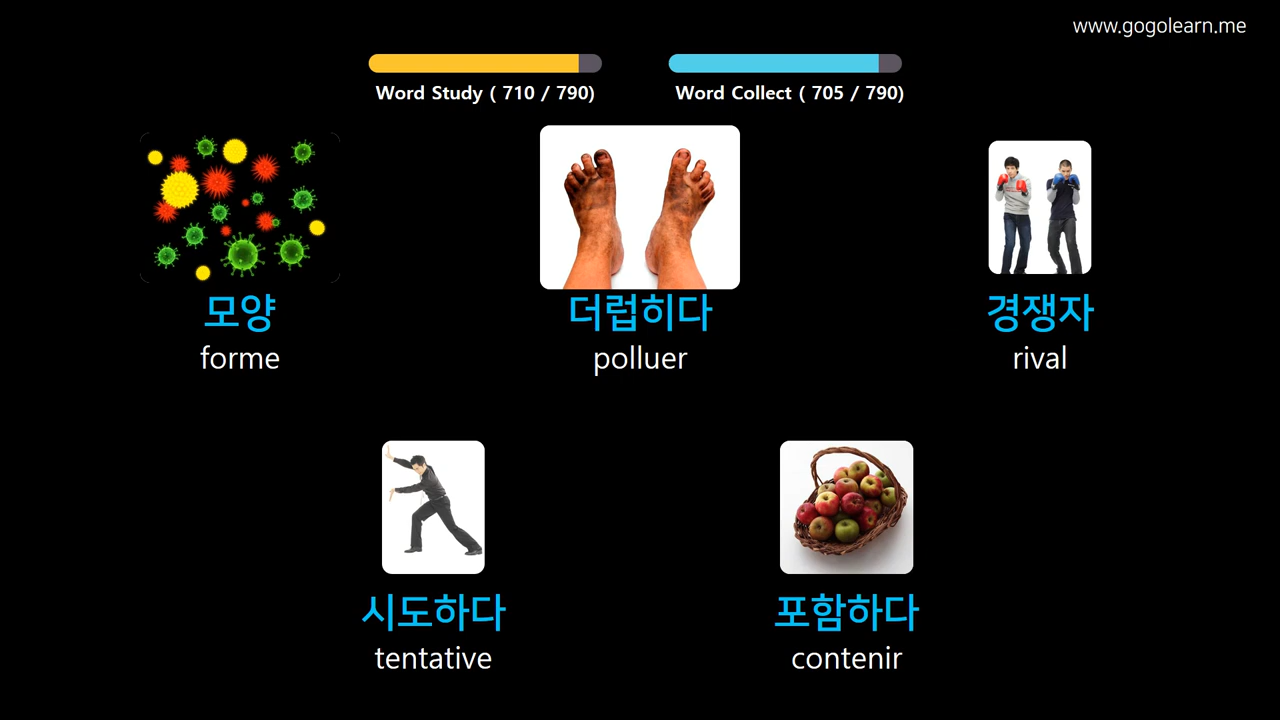 www.gogolearn.me
Word Study ( 710 / 790)
Word Collect ( 705 / 790)
모양
forme
더럽히다
polluer
경쟁자
rival
시도하다
tentative
포함하다
contenir